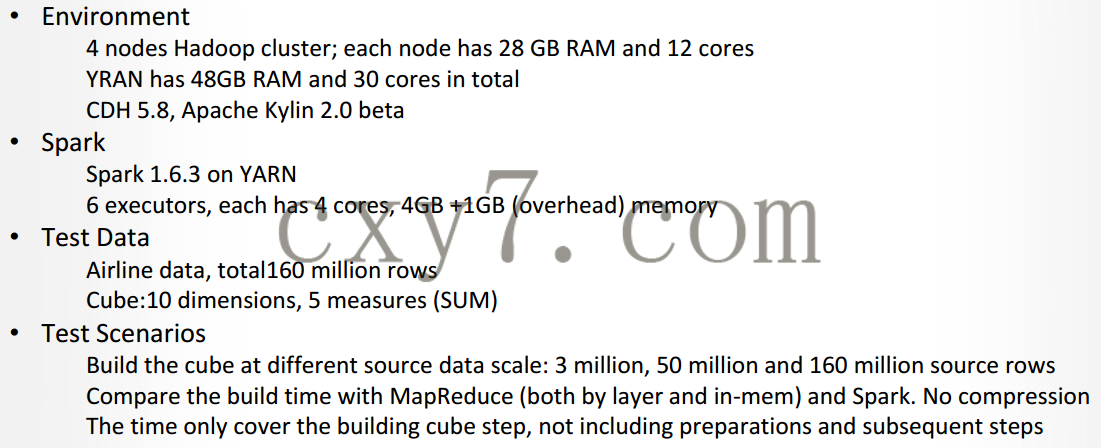 • Environment
4 nodes Hadoop cluster; each node has 28 GB RAM and 12 cores
YRAN has 48GB RAM and 30 cores in total
CDH 5.8, Apache Kylin 2.0 beta
• Spark
Spark 1.6.3 on YARN
6 executors, each has 4 cores, 4GB +1GB (overhead) memory
cxy7.com
• Test Data
Airline data, total160 million rows
Cube:10 dimensions, 5 measures (SUM)
• Test Scenarios
Build the cube at different source data scale: 3 million, 50 million and 160 million source rows
Compare the build time with MapReduce (both by layer and in-mem) and Spark. No compression
The time only cover the building cube step, not including preparations and subsequent steps